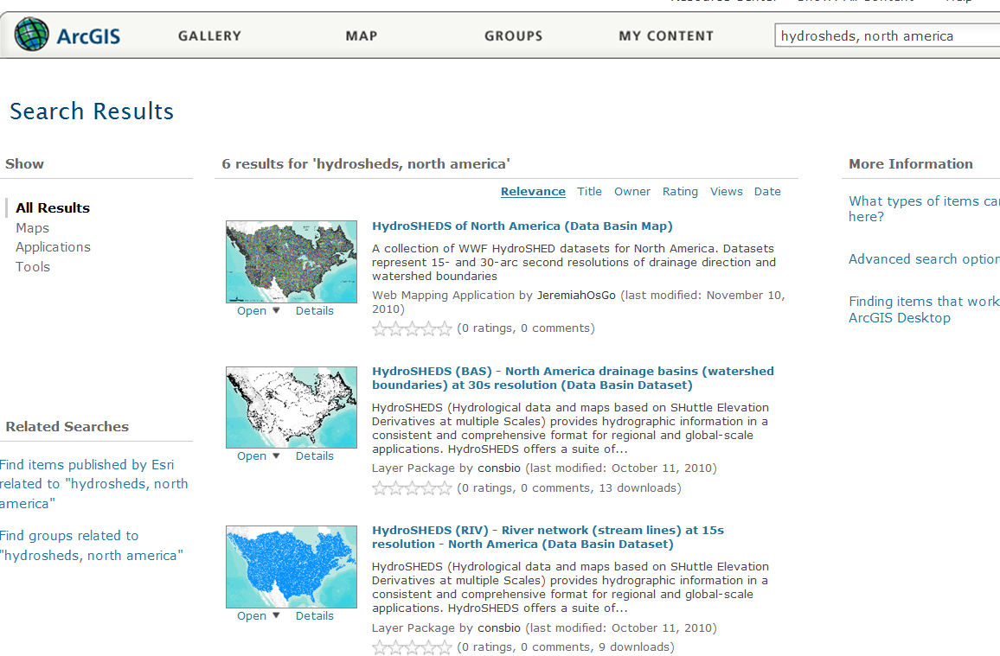 Resource Center Show: All Content Help
ArcGIS GALLERY MAP GROUPS MY CONTENT hydrosheds, north america
Search Results
Show
All Results
Maps
Applications
Tools
Related Searches
Find items published by Esri
related to "hydrosheds, north
america"
Find groups related to
"hydrosheds, north america"
6 results for 'hydrosheds, north america'
Relevance Title Owner Rating Views Date
HydroSHEDS of North America (Data Basin Map)
A collection of WWF HydroSHED datasets for North America. Datasets
represent 15- and 30-arc second resolutions of drainage direction and
watershed boundaries
Web Mapping Application by JeremiahOsGo (last modified: November 10,
2010)
(0 ratings, 0 comments)
Open Details
HydroSHEDS (BAS) - North America drainage basins (watershed
boundaries) at 30s resolution (Data Basin Dataset)
HydroSHEDS (Hydrological data and maps based on SHuttle Elevation
Derivatives at multiple Scales) provides hydrographic information in a
consistent and comprehensive format for regional and global-scale
applications. HydroSHEDS offers a suite of...
Layer Package by consbio (last modified: October 11, 2010)
(0 ratings, 0 comments, 13 downloads)
Open Details
HydroSHEDS (RIV) - River network (stream lines) at 15s
resolution - North America (Data Basin Dataset)
HydroSHEDS (Hydrological data and maps based on SHuttle Elevation
Derivatives at multiple Scales) provides hydrographic information in a
consistent and comprehensive format for regional and global-scale
applications. HydroSHEDS offers a suite of...
Layer Package by consbio (last modified: October 11, 2010)
(0 ratings, 0 comments, 9 downloads)
Open Details
More Information
What types of items can
here?
Advanced search option
Finding items that work
ArcGIS Desktop